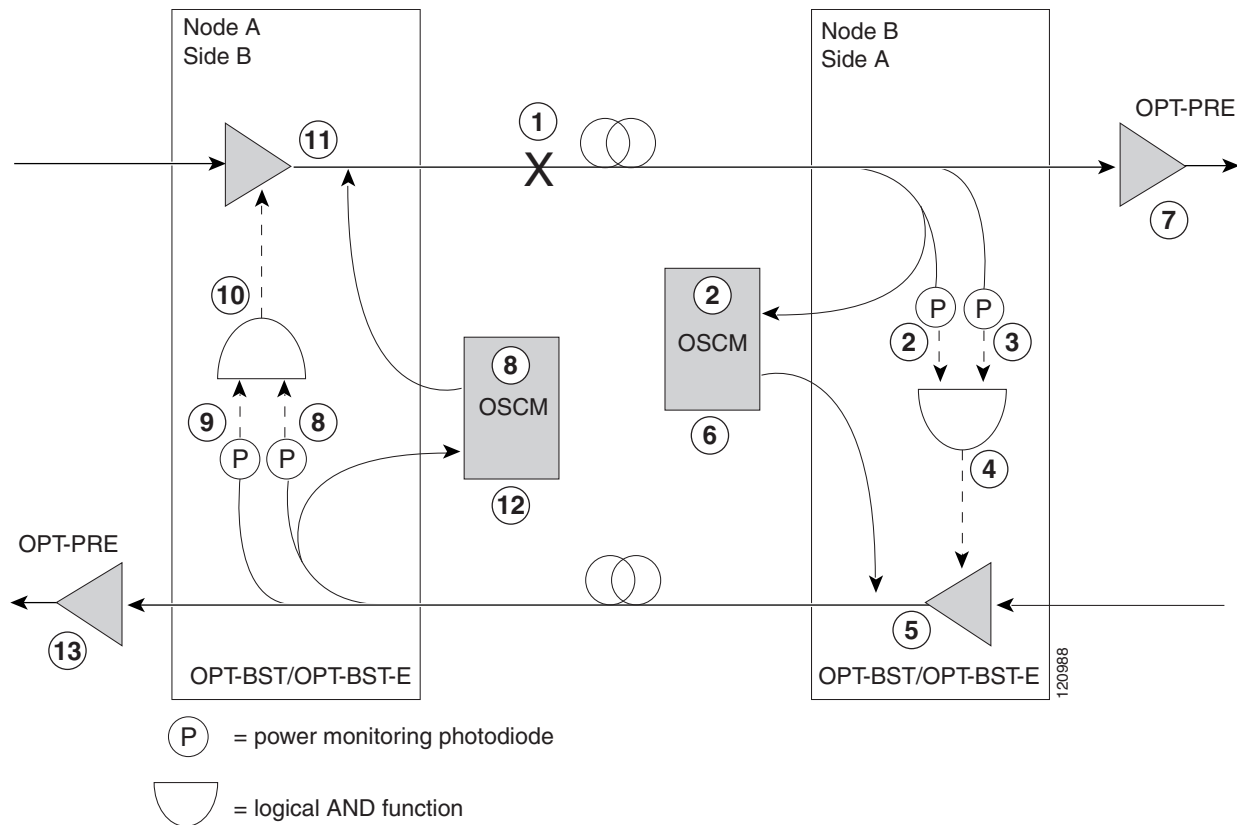 Node A
Side B
Node B
Side A
1
11
OPT-PRE
7
10
2
OSCM
P
P
2
3
8
OSCM
9
8
6
4
P
P
12
OPT-PRE
13
5
OPT-BST/OPT-BST-E
OPT-BST/OPT-BST-E
120988
P = power monitoring photodiode
= logical AND function